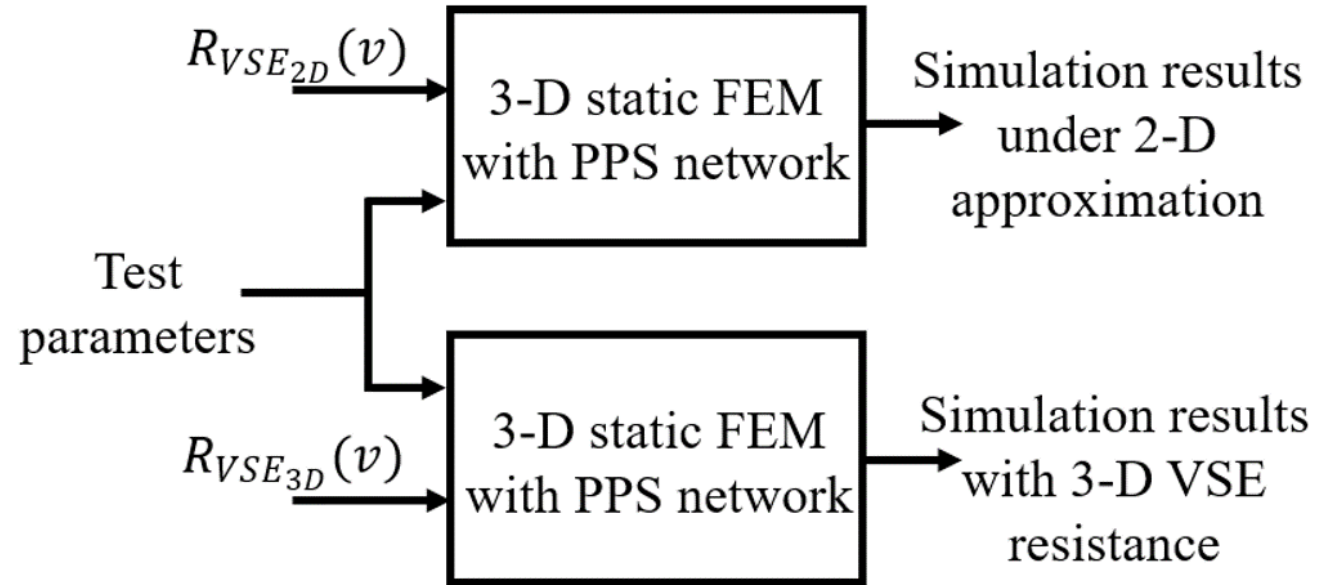 R_{VSE_{2D}}(v)
3-D static FEM
with PPS network
Simulation results
under 2-D
approximation
Test
parameters
R_{VSE_{3D}}(v)
3-D static FEM
with PPS network
Simulation results
with 3-D VSE
resistance